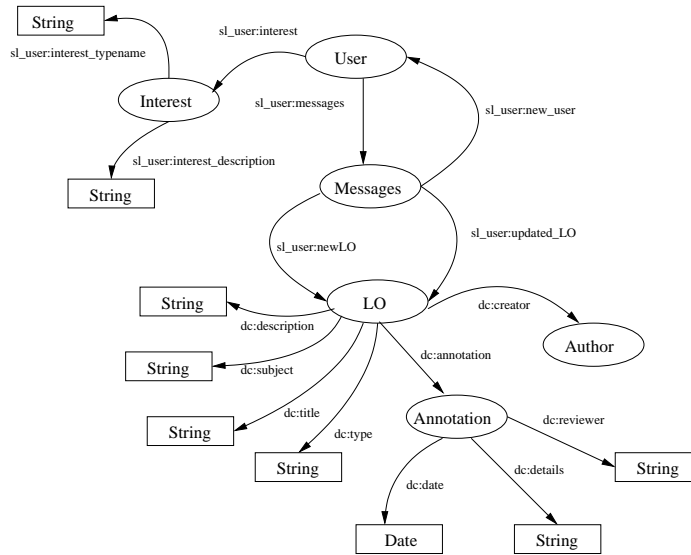 String
sl_user:interest
sl_user:interest_typename
User
Interest
sl_user:messages
sl_user:new_user
sl_user:interest_description
String
Messages
sl_user:newLO
sl_user:updated_LO
String
LO
dc:creator
dc:description
Author
String
dc:subject
dc:annotation
dc:title
Annotation
dc:reviewer
String
dc:type
String
dc:details
String
dc:date
Date
String